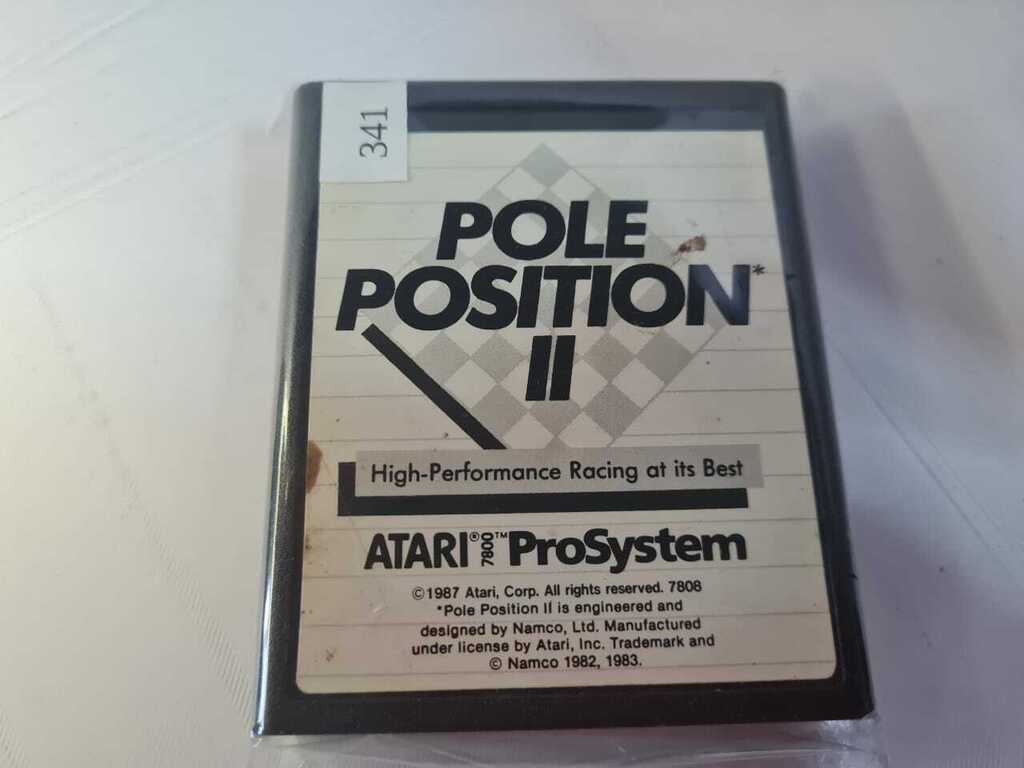 341
POLE
POSITION*
II
High-Performance Racing at its Best
ATARI® 7800™ ProSystem
©1987 Atari, Corp. All rights reserved. 7808
*Pole Position II is engineered and
designed by Namco, Ltd. Manufactured
under license by Atari, Inc. Trademark and
© Namco 1982, 1983.